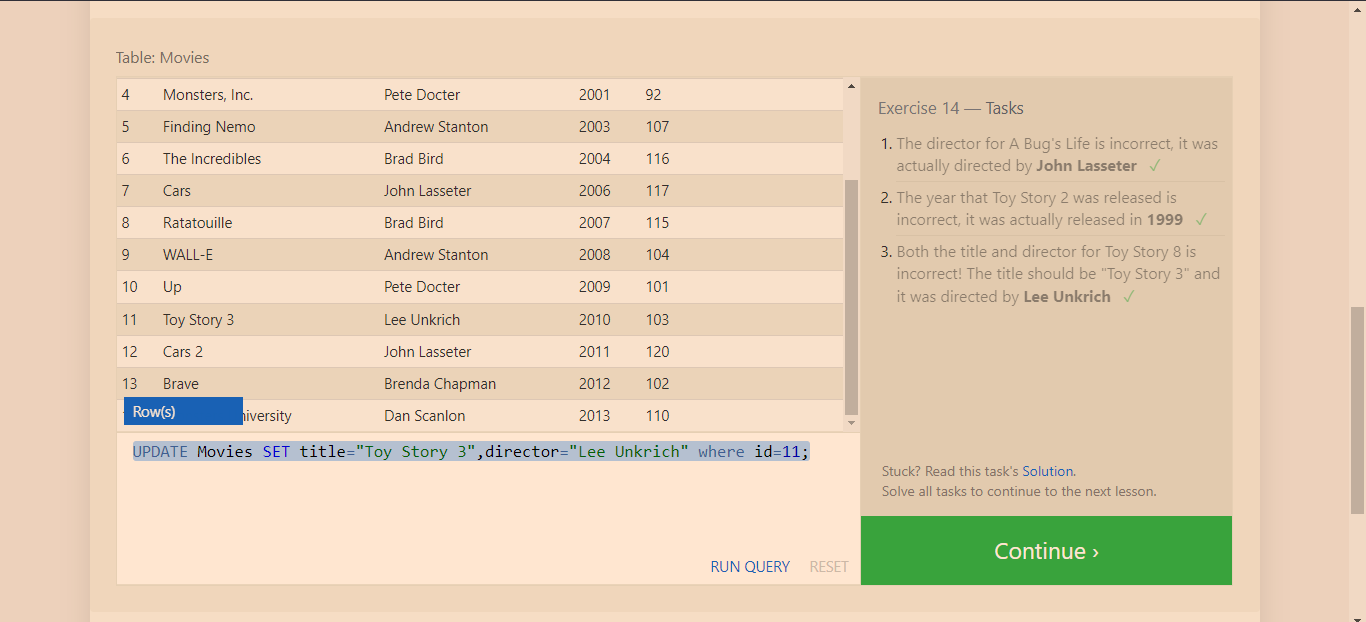 Table: Movies
4 Monsters, Inc. Pete Docter 2001 92
5 Finding Nemo Andrew Stanton 2003 107
6 The Incredibles Brad Bird 2004 116
7 Cars John Lasseter 2006 117
8 Ratatouille Brad Bird 2007 115
9 WALL-E Andrew Stanton 2008 104
10 Up Pete Docter 2009 101
11 Toy Story 3 Lee Unkrich 2010 103
12 Cars 2 John Lasseter 2011 120
13 Brave Brenda Chapman 2012 102
Row(s)
niversity Dan Scanlon 2013 110
UPDATE Movies SET title="Toy Story 3",director="Lee Unkrich" where id=11;
RUN QUERY RESET
Exercise 14 — Tasks
1. The director for A Bug's Life is incorrect, it was
actually directed by John Lasseter ✓
2. The year that Toy Story 2 was released is
incorrect, it was actually released in 1999 ✓
3. Both the title and director for Toy Story 8 is
incorrect! The title should be "Toy Story 3" and
it was directed by Lee Unkrich ✓
Stuck? Read this task's Solution.
Solve all tasks to continue to the next lesson.
Continue ›